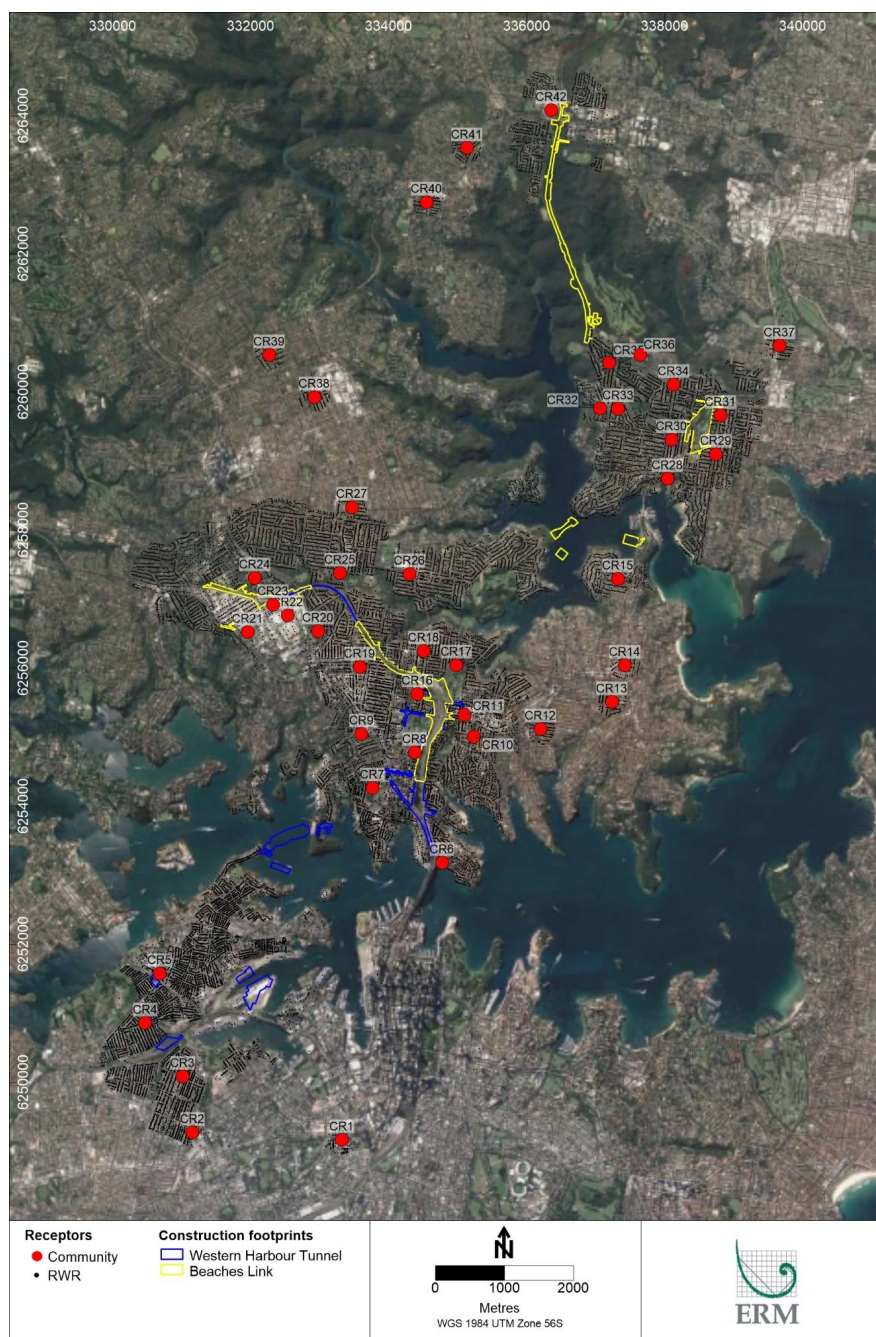 330000 332000 334000 336000 338000 340000
6264000
6262000
6260000
6258000
6256000
6254000
6252000
6250000
CR42
CR41
CR40
CR37
CR36
CR35
CR39
CR34
CR38
CR32 CR33
CR31
CR30
CR29
CR28
CR27
CR24
CR25
CR26
CR15
CR23
CR22
CR21
CR20
CR18
CR17
CR14
CR19
CR16
CR13
CR11
CR12
CR9
CR10
CR8
CR7
CR6
CR5
CR4
CR3
CR2
CR1
Receptors
Community
RWR
Construction footprints
Western Harbour Tunnel
Beaches Link
N
0 1000 2000
Metres
WGS 1984 UTM Zone 56S
ERM